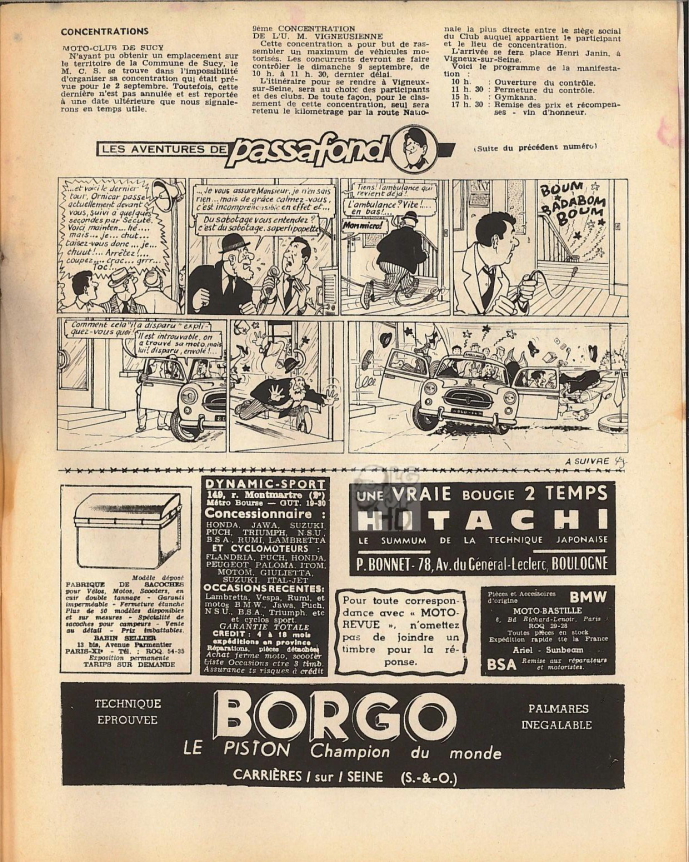 CONCENTRATIONS
MOTO-CLUB DE SUCY
N'ayant pu obtenir un emplacement sur
le territoire de la Commune de Sucy, le
M. C. S. se trouve dans l'impossibilité
d'organiser sa concentration qui était pré-
vue pour le 2 septembre. Toutefois, cette
dernière n'est pas annulée et est reportée
à une date ultérieure que nous signale-
rons en temps utile.
9ème CONCENTRATION
DE L'U. M. VIGNEUSIENNE
Cette concentration a pour but de ras-
sembler un maximum de véhicules mo-
torisés. Les concurrents devront se faire
contrôler le dimanche 9 septembre, de
10 h. à 11 h. 30, dernier délai.
L'itinéraire pour se rendre à Vigneux-
sur-Seine, sera au choix des participants
et des clubs. De toute façon, pour le clas-
sement de cette concentration, seul sera
retenu le kilométrage par la route Natio-
nale la plus directe entre le siège social
du Club auquel appartient le participant
et le lieu de concentration.
L'arrivée se fera place Henri Janin, à
Vigneux-sur-Seine.
Voici le programme de la manifesta-
tion :
10 h. : Ouverture du contrôle.
11 h. 30 : Fermeture du contrôle.
15 h. : Gymkana.
17 h. 30 : Remise des prix et récompen-
ses - vin d'honneur.
LES AVENTURES DE passafond
(Suite du précédent numéro)
...et voici le dernier
tour, Ornicar passe
actuellement devant
vous, suivi à quelques
secondes par Sécuté.
Voici mainten... hé....
mais... je... chut...
taisez-vous donc... je...
chuut!... Arrêtez!...
coupez... crac... grr...
Toc!
...Je vous assure Monsieur, je n'en sais
rien... mais de grâce calmez-vous.
c'est incompréhensible en effet et...
Du sabotage vous entendez?
c'est du sabotage, superlipopette
Tiens! l'ambulance qui
revient déjà!
L'ambulance? Vite!...
en bas!...
Mon micro!
BOUM
BADABOM
BOUM
Comment cela "il a disparu" expli-
quez-vous quoi!
Il est introuvable, on
a trouvé sa moto, mais
lui! disparu, envolé!...
A SUIVRE
Modèle déposé
FABRIQUE DE SACOCHES
pour Vélos, Motos, Scooters, en
cuir double tannage - Garanti
imperméable - Fermeture étanche
Plus de 50 modèles disponibles
et sur mesures - Spécialité de
sacoches pour campeurs - Vente
au détail - Prix imbattables.
ABRIN SELLIER
13 bis, Avenue Parmentier
PARIS-XIe - Tél. : ROQ. 54-35
Exposition permanente
TARIFS SUR DEMANDE
DYNAMIC-SPORT
149, r. Montmartre (2e)
Métro Bourse - GUT. 19-30
Concessionnaire :
HONDA, JAWA, SUZUKI
PUCH, TRIUMPH, N.S.U.,
B.S.A., RUMI, LAMBRETTA
ET CYCLOMOTEURS :
FLANDRIA, PUCH, HONDA,
PEUGEOT, PALOMA, ITOM,
MOTOM, GIULIETTA,
SUZUKI, ITAL-JET
OCCASIONS RECENTES:
Lambretta, Vespa, Rumi, et
motos B M W., Jawa, Puch,
N S U., B.S.A., Triumph, etc
et cyclos sport.
GARANTIE TOTALE
CREDIT : 4 à 18 mois
expéditions en province
Réparations, pièces détachées
Achat ferme moto, scooter
Liste Occasions ctre 3 timb.
Assurance ts risques à crédit
UNE VRAIE BOUGIE 2 TEMPS
HITACHI
LE SUMMUM DE LA TECHNIQUE JAPONAISE
P. BONNET - 78, Av. du General-Leclerc, BOULOGNE
Pour toute correspon-
dance avec « MOTO-
REVUE », n'omettez
pas de joindre un
timbre pour la ré-
ponse.
Pièces et Accessoires
d'origine BMW
MOTO-BASTILLE
6, Bd Richard-Lenoir, Paris
Toutes pièces en stock
Expédition rapide tte la France
Ariel - Sunbeam
BSA Remise aux réparateurs
et motoristes.
TECHNIQUE
EPROUVEE
BORGO
PALMARES
INEGALABLE
LE PISTON Champion du monde
CARRIÈRES / sur / SEINE (S.-&-O.)